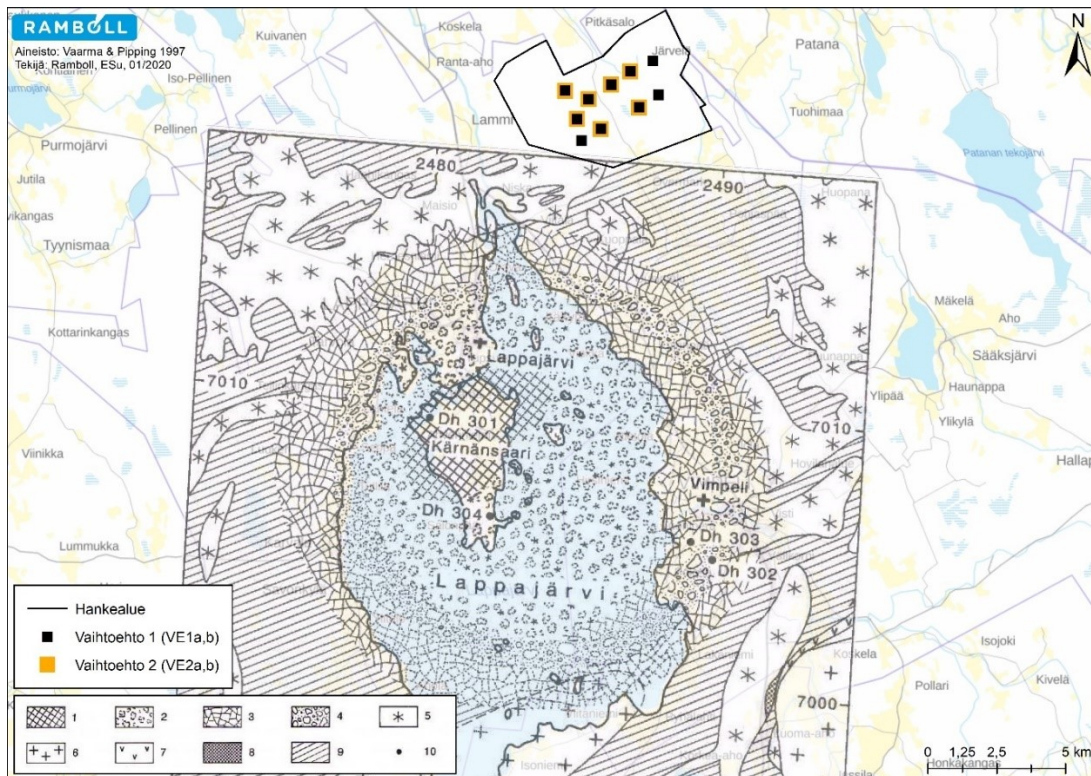 RAMBOLL
Aineisto: Vaarma & Pipping 1997
Tekijä: Ramboll, ESu, 01/2020
N
Kuivanen
Koskela
Pitkäsalo
Järvelä
Patana
Iso-Pellinen
Ranta-aho
Pellinen
Lammi
Tuohimaa
Purmojärvi
Patanan tekojärvi
Jutila
Tyynismaa
2480
2490
Niska
Huopana
Maisio
Kottarinkangas
Mäkelä
Aho
Sääksjärvi
Lappajärvi
Haunappa
7010
Ylipää
7010
Ylikylä
Dh 301
Viinikka
Kärnänsaari
Vimpeli
Dh 304
Dh 303
Lummukka
Dh 302
Lappajärvi
Hankealue
Vaihtoehto 1 (VE1a,b)
Vaihtoehto 2 (VE2a,b)
Koskela
Isojoki
Pollari
Kivelä
7000
1 2 3 4 5
6 7 8 9 10
Isoniemi
Honkäkangas
0 1,25 2,5 5 km